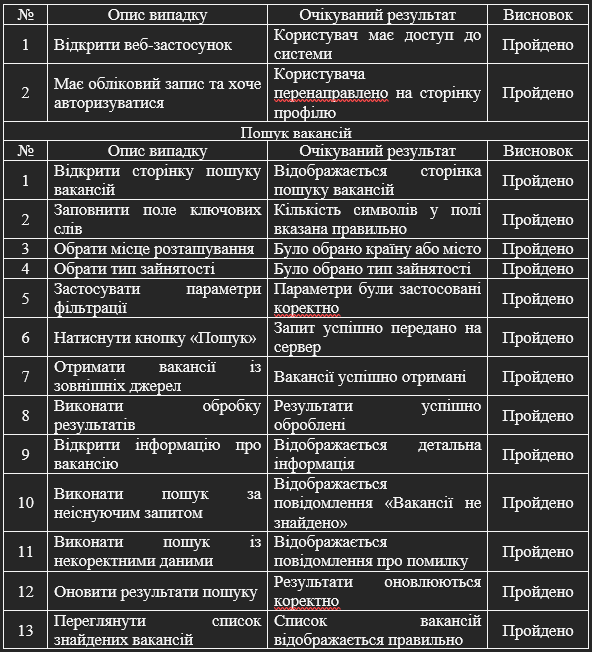 № Опис випадку Очікуваний результат Висновок
1 Відкрити веб-застосунок Користувач має доступ до системи Пройдено
2 Має обліковий запис та хоче авторизуватися Користувача перенаправлено на сторінку профілю Пройдено
Пошук вакансій
№ Опис випадку Очікуваний результат Висновок
1 Відкрити сторінку пошуку вакансій Відображається сторінка пошуку вакансій Пройдено
2 Заповнити поле ключових слів Кількість символів у полі вказана правильно Пройдено
3 Обрати місце розташування Було обрано країну або місто Пройдено
4 Обрати тип зайнятості Було обрано тип зайнятості Пройдено
5 Застосувати параметри фільтрації Параметри були застосовані коректно Пройдено
6 Натиснути кнопку «Пошук» Запит успішно передано на сервер Пройдено
7 Отримати вакансії із зовнішніх джерел Вакансії успішно отримані Пройдено
8 Виконати обробку результатів Результати успішно оброблені Пройдено
9 Відкрити інформацію про вакансію Відображається детальна інформація Пройдено
10 Виконати пошук за неіснуючим запитом Відображається повідомлення «Вакансії не знайдено» Пройдено
11 Виконати пошук із некоректними даними Відображається повідомлення про помилку Пройдено
12 Оновити результати пошуку Результати оновлюються коректно Пройдено
13 Переглянути список знайдених вакансій Список вакансій відображається правильно Пройдено